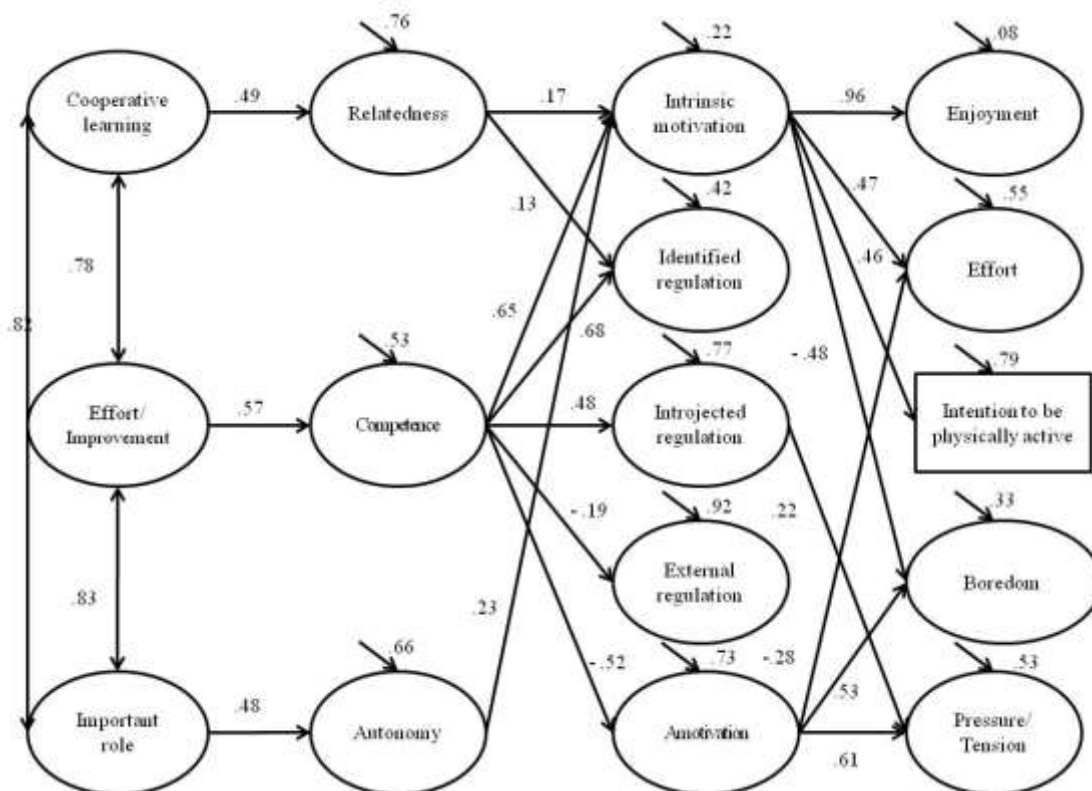 .76
.22
.08
Cooperative
learning
.49
Relatedness
.17
Intrinsic
motivation
.96
Enjoyment
.42
.47
.55
.13
.78
Identified
regulation
.46
Effort
.82
.65
.68
.53
.77
- .48
.79
Effort/
Improvement
.57
Competence
.48
Introjected
regulation
Intention to be
physically active
- .19
.92
.22
.33
External
regulation
Boredom
.83
.23
.66
- .52
.73
-.28
.53
.53
Important
role
.48
Autonomy
Amotivation
Pressure/
Tension
.61